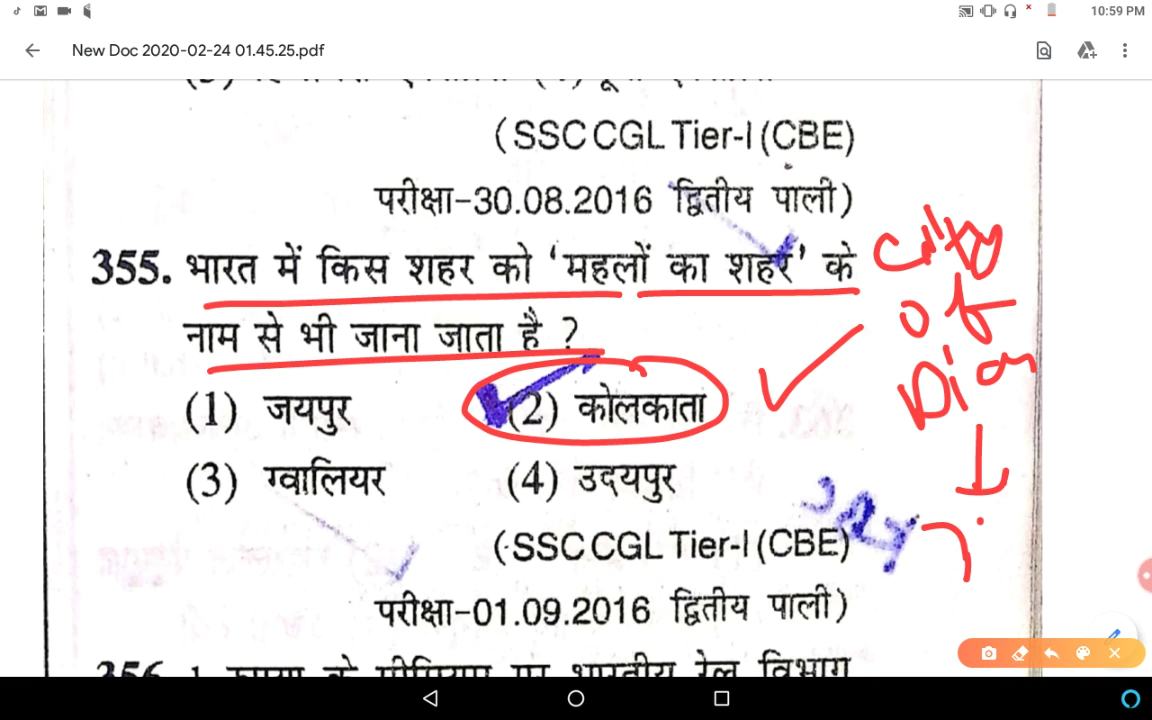 10:59 PM
New Doc 2020-02-24 01.45.25.pdf
(SSC CGL Tier-I (CBE)
परीक्षा-30.08.2016 द्वितीय पाली)
355. भारत में किस शहर को ‘महलों का शहर’ के
नाम से भी जाना जाता है ?
(1) जयपुर (2) कोलकाता
(3) ग्वालियर (4) उदयपुर
(SSC CGL Tier-I (CBE)
परीक्षा-01.09.2016 द्वितीय पाली)
City
of